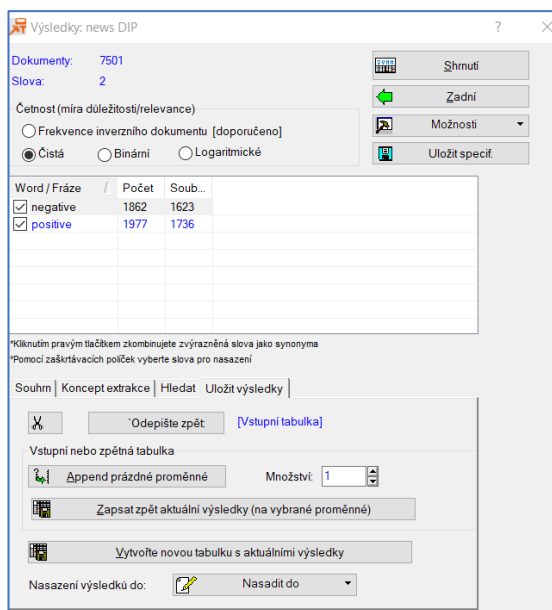 Výsledky: news DIP ?
Dokumenty: 7501
Slova: 2
Shrnutí
Zadní
Možnosti
Uložit specif.
Četnost (míra důležitosti/relevance)
Frekvence inverzního dokumentu [doporučeno]
Čistá Binární Logaritmické
Word / Fráze / Počet Soub...
negative 1862 1623
positive 1977 1736
*Kliknutím pravým tlačítkem zkombinujete zvýrazněná slova jako synonyma
*Pomocí zaškrtávacích políček vyberte slova pro nasazení
Souhrn Koncept extrakce Hledat Uložit výsledky
`Odepište zpět: [Vstupní tabulka]
Vstupní nebo zpětná tabulka
Append prázdné proměnné Množství: 1
Zapsat zpět aktuální výsledky (na vybrané proměnné)
Vytvořte novou tabulku s aktuálními výsledky
Nasazení výsledků do: Nasadit do